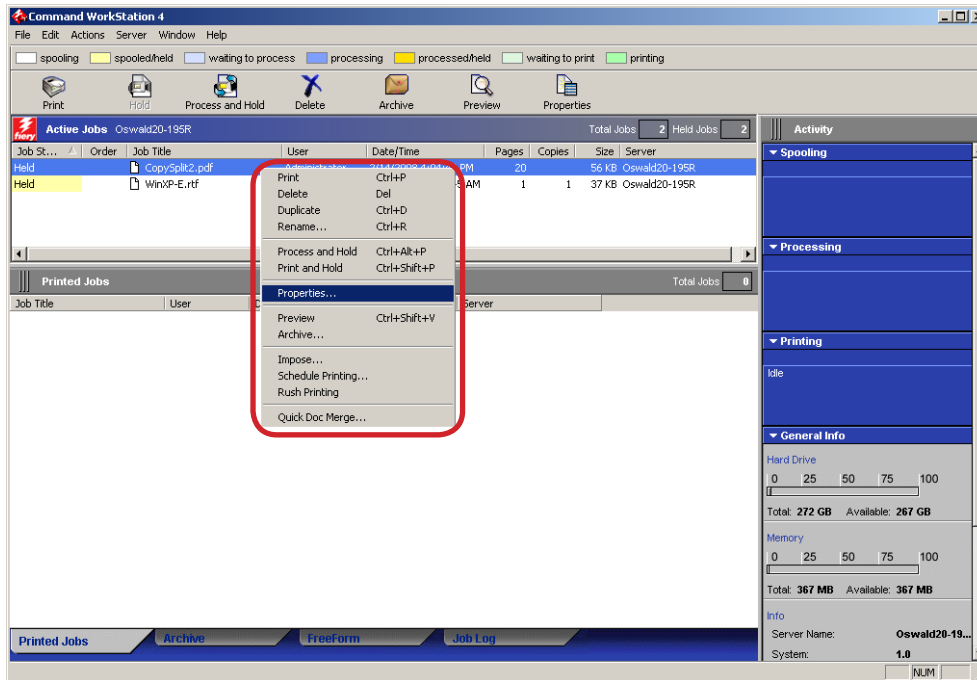 Command WorkStation 4
File Edit Actions Server Window Help
spooling spooled/held waiting to process processing processed/held waiting to print printing
Print Hold Process and Hold Delete Archive Preview Properties
fiery Active Jobs Oswald20-195R Total Jobs 2 Held Jobs 2
Job St... Order Job Title User Date/Time Pages Copies Size Server
Held CopySplit2.pdf Administrator PM 20 56 KB Oswald20-195R
Held WinXP-E.rtf AM 1 1 37 KB Oswald20-195R
Print Ctrl+P
Delete Del
Duplicate Ctrl+D
Rename... Ctrl+R
Process and Hold Ctrl+Alt+P
Print and Hold Ctrl+Shift+P
Properties...
Preview Ctrl+Shift+V
Archive...
Impose...
Schedule Printing...
Rush Printing
Quick Doc Merge...
Printed Jobs Total Jobs 0
Job Title User Server
Printed Jobs Archive FreeForm Job Log
Activity
Spooling
Processing
Printing
Idle
General Info
Hard Drive
0 25 50 75 100
Total: 272 GB Available: 267 GB
Memory
0 25 50 75 100
Total: 367 MB Available: 367 MB
Info
Server Name: Oswald20-19...
System: 1.0
NUM